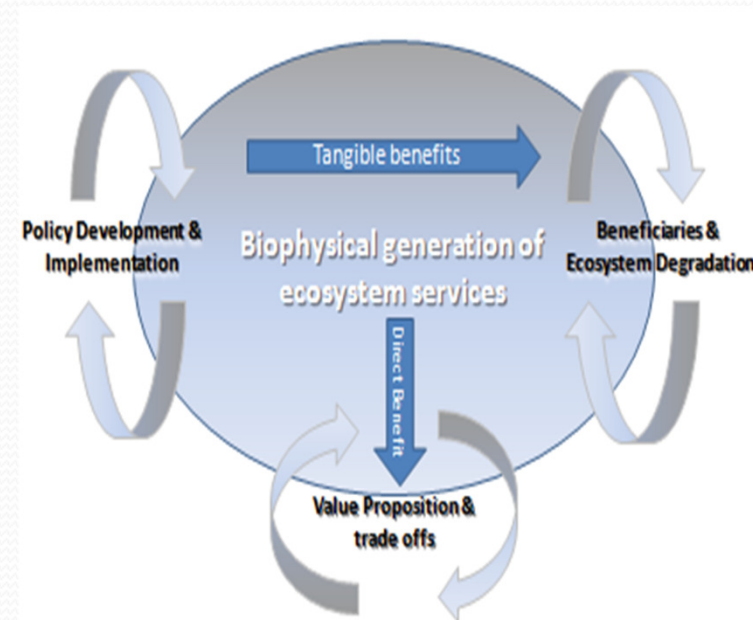 Tangible benefits
Policy Development &
Implementation
Biophysical generation of
ecosystem services
Beneficiaries &
Ecosystem Degradation
Direct Benefit
Value Proposition &
trade offs